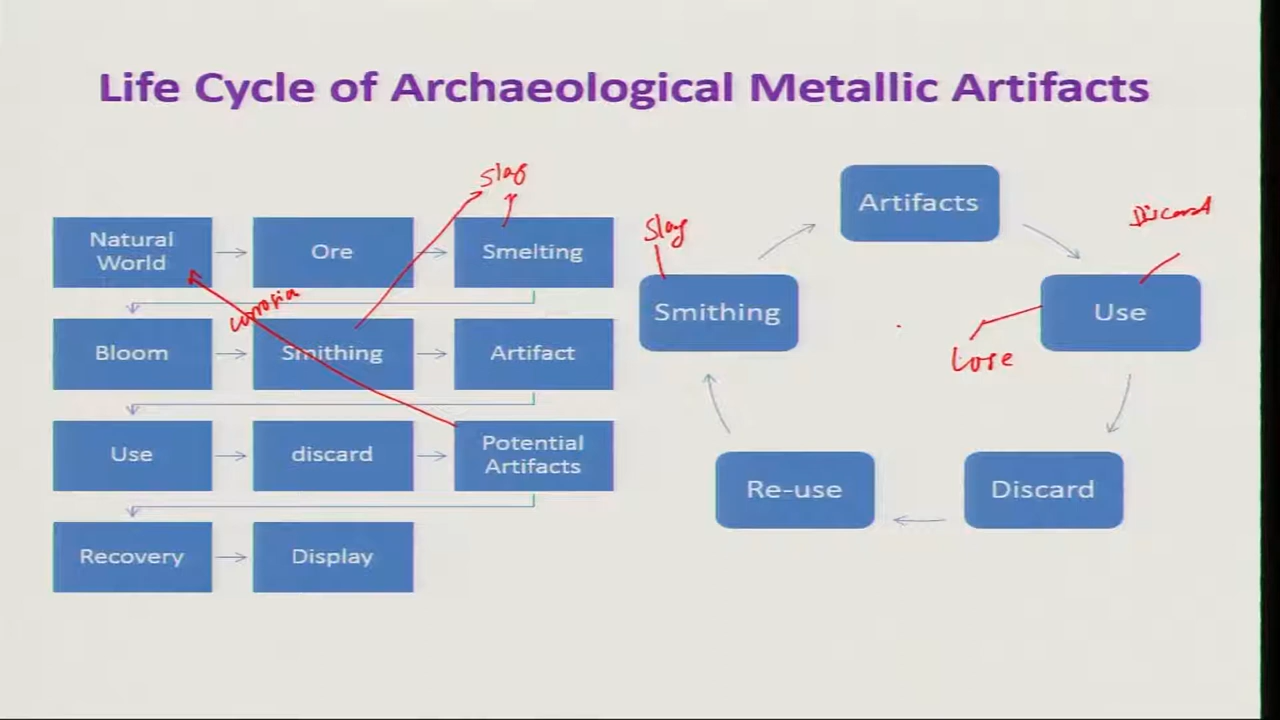 Life Cycle of Archaeological Metallic Artifacts
Slag
Natural
World
Ore
Smelting
corrosion
Bloom
Smithing
Artifact
Use
discard
Potential
Artifacts
Recovery
Display
Artifacts
Discard
Slag
Smithing
Use
Lose
Re-use
Discard